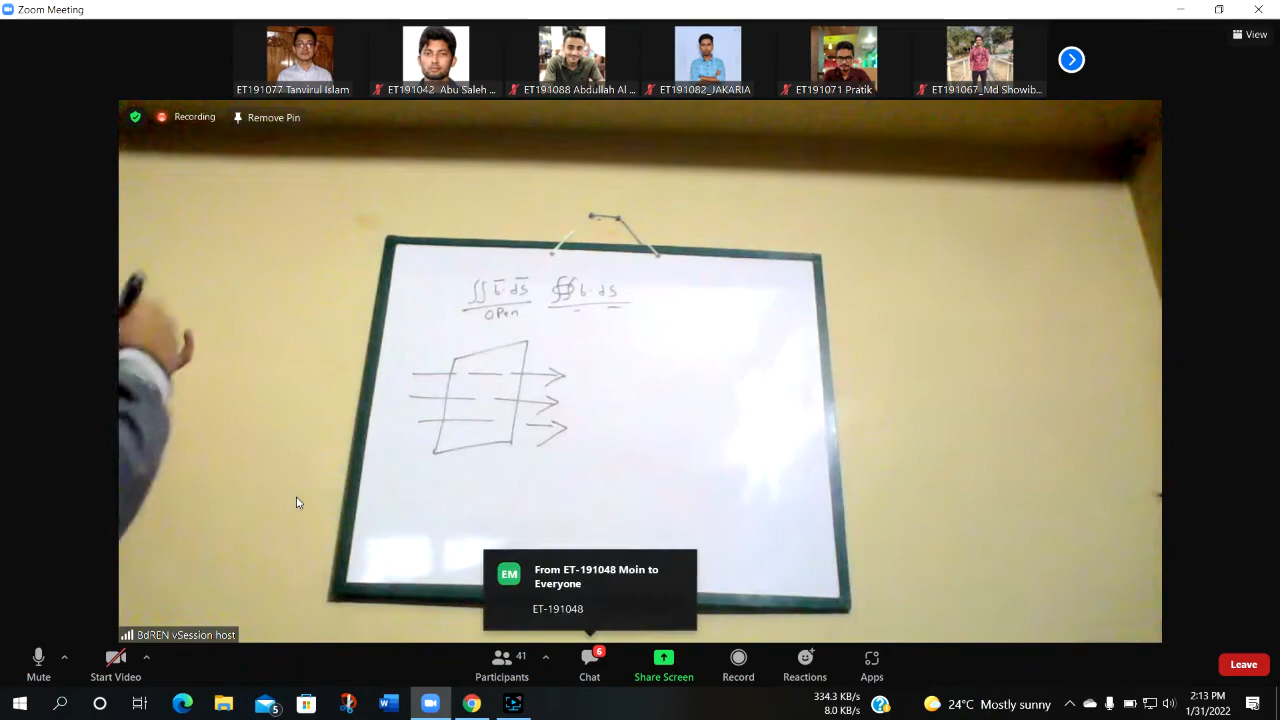 Zoom Meeting
View
ET191077 Tanvirul Islam
ET191042_Abu Saleh ...
ET191088 Abdullah Al ...
ET191082_JAKARIA
ET191071 Pratik
ET191067_Md Showib...
Recording
Remove Pin
∬ b̅·ds̅ ∯ b·ds
OPen
EM
From ET-191048 Moin to
Everyone
ET-191048
BdREN vSession host
41
6
Mute
Start Video
Participants
Chat
Share Screen
Record
Reactions
Apps
Leave
5
W
334.3 KB/s
8.0 KB/s
24°C Mostly sunny
2:13 PM
1/31/2022